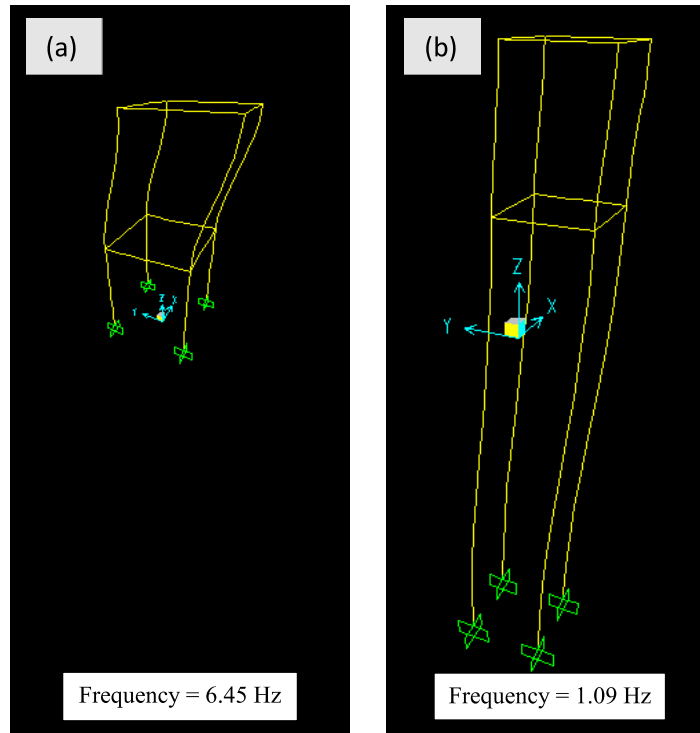 (a)
Z
X
Y
Frequency = 6.45 Hz
(b)
Z
X
Y
Frequency = 1.09 Hz